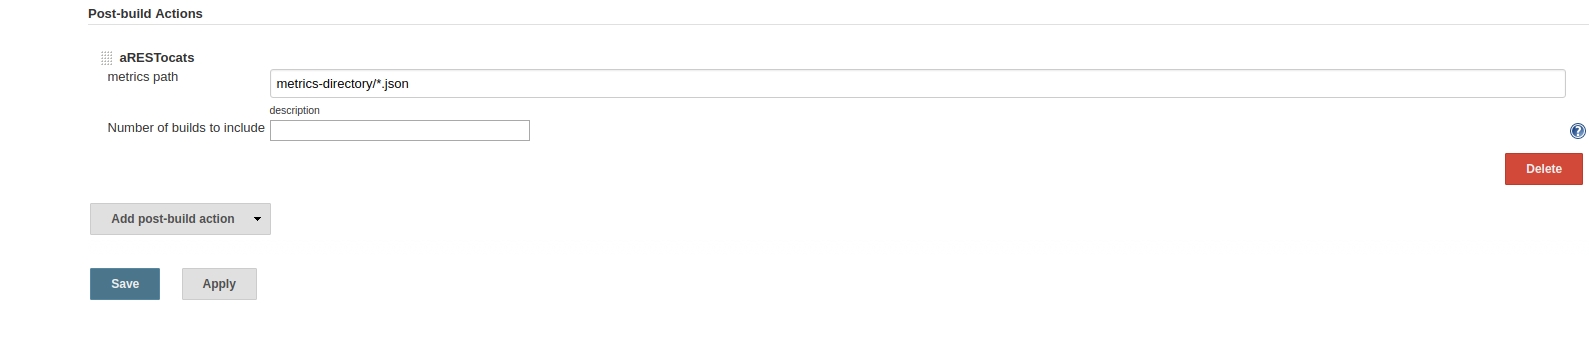 Post-build Actions
aRESTocats
metrics path
metrics-directory/*.json
description
Number of builds to include
?
Delete
Add post-build action
Save
Apply